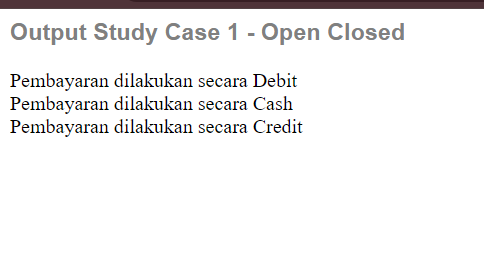 Output Study Case 1 - Open Closed
Pembayaran dilakukan secara Debit
Pembayaran dilakukan secara Cash
Pembayaran dilakukan secara Credit